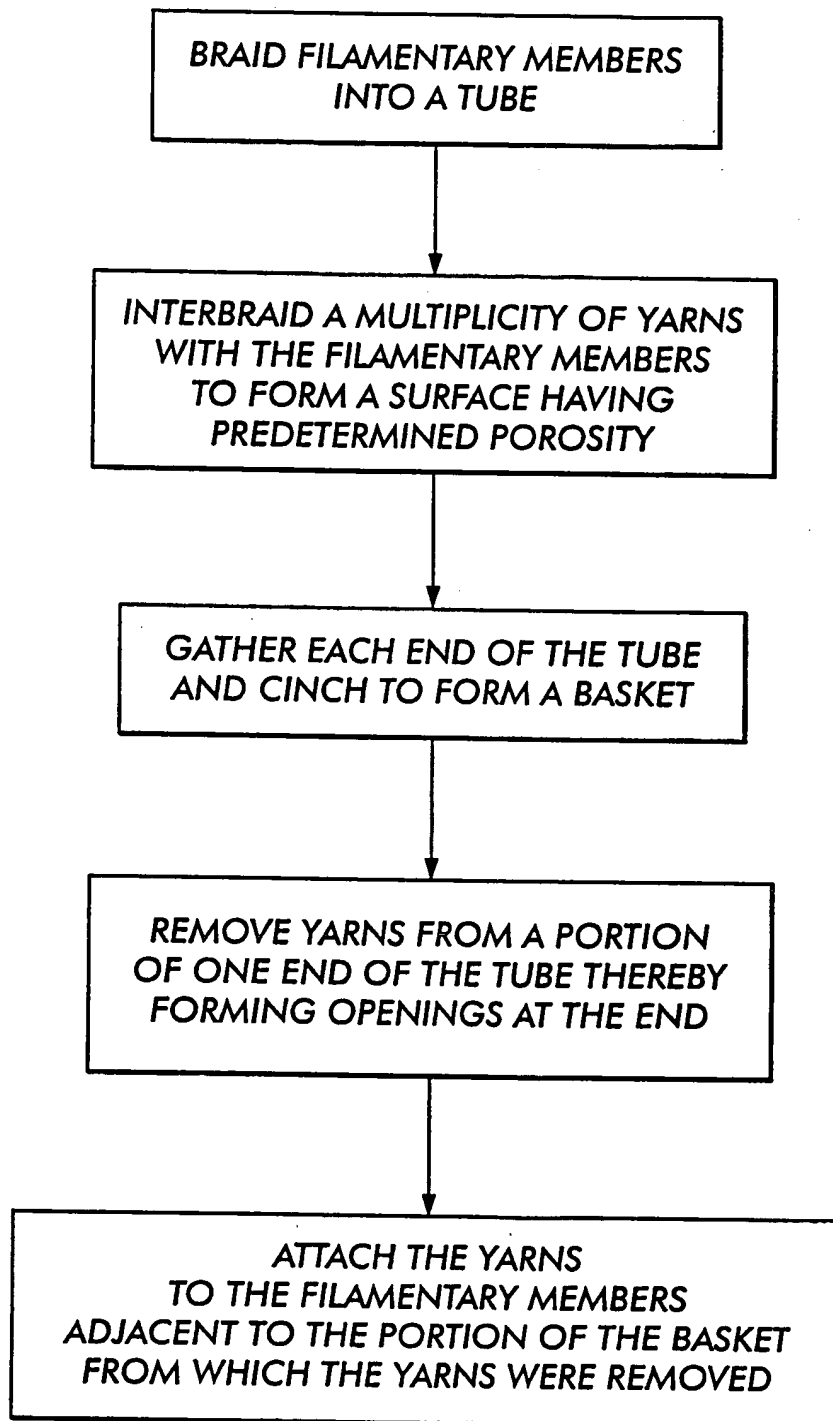 BRAID FILAMENTARY MEMBERS
INTO A TUBE
INTERBRAID A MULTIPLICITY OF YARNS
WITH THE FILAMENTARY MEMBERS
TO FORM A SURFACE HAVING
PREDETERMINED POROSITY
GATHER EACH END OF THE TUBE
AND CINCH TO FORM A BASKET
REMOVE YARNS FROM A PORTION
OF ONE END OF THE TUBE THEREBY
FORMING OPENINGS AT THE END
ATTACH THE YARNS
TO THE FILAMENTARY MEMBERS
ADJACENT TO THE PORTION OF THE BASKET
FROM WHICH THE YARNS WERE REMOVED